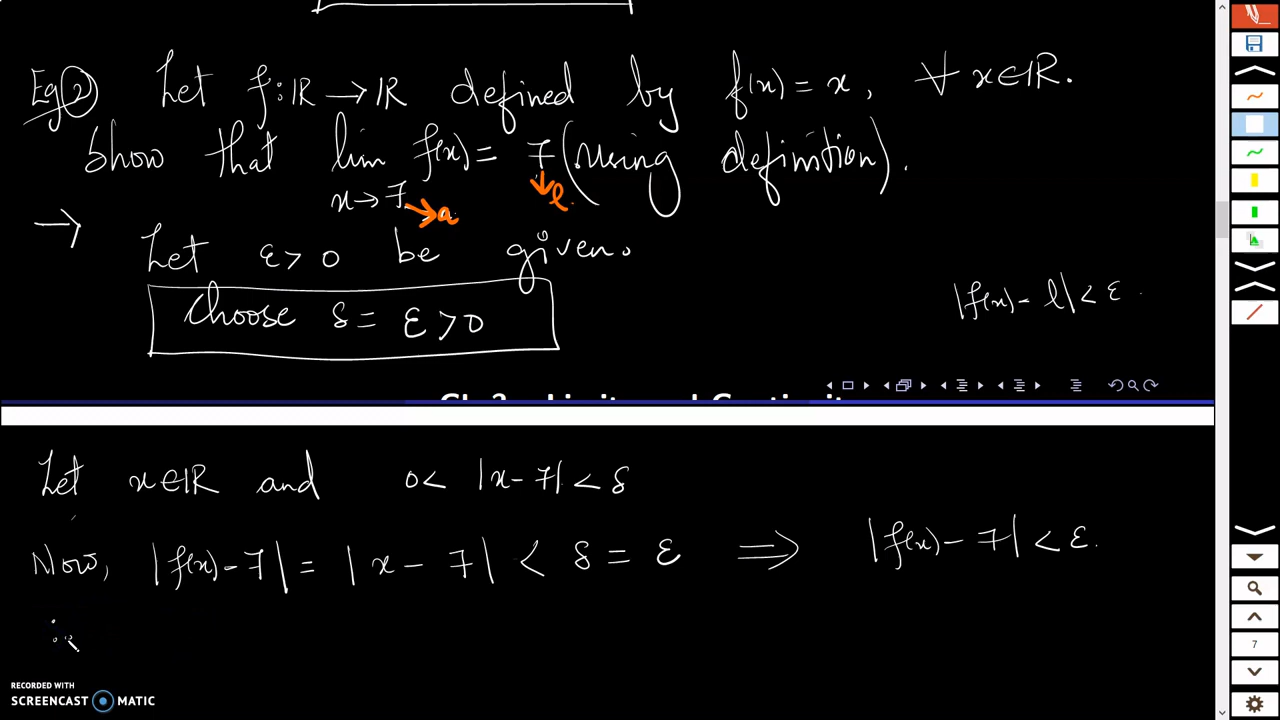 Eg② Let f: ℝ → ℝ defined by f(x) = x, ∀ x∈ℝ.
Show that lim f(x) = 7 (using definition).
x→7 → a ↓ l.
→ Let ε > 0 be given.
Choose δ = ε > 0
|f(x) - l| < ε.
Let x∈ℝ and 0 < |x - 7| < δ
Now, |f(x) - 7| = |x - 7| < δ = ε ⟹ |f(x) - 7| < ε.
RECORDED WITH
SCREENCAST MATIC
7